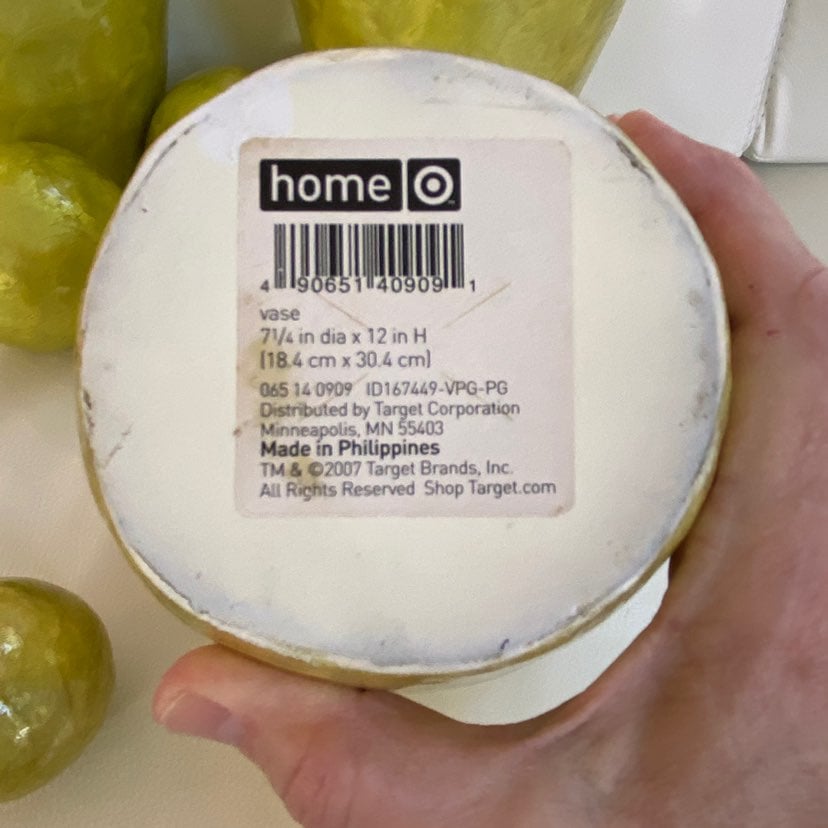 home
4 90651 40909 1
vase
7 1/4 in dia x 12 in H
(18.4 cm x 30.4 cm)
065 14 0909 ID167449-VPG-PG
Distributed by Target Corporation
Minneapolis, MN 55403
Made in Philippines
TM & ©2007 Target Brands, Inc.
All Rights Reserved Shop Target.com